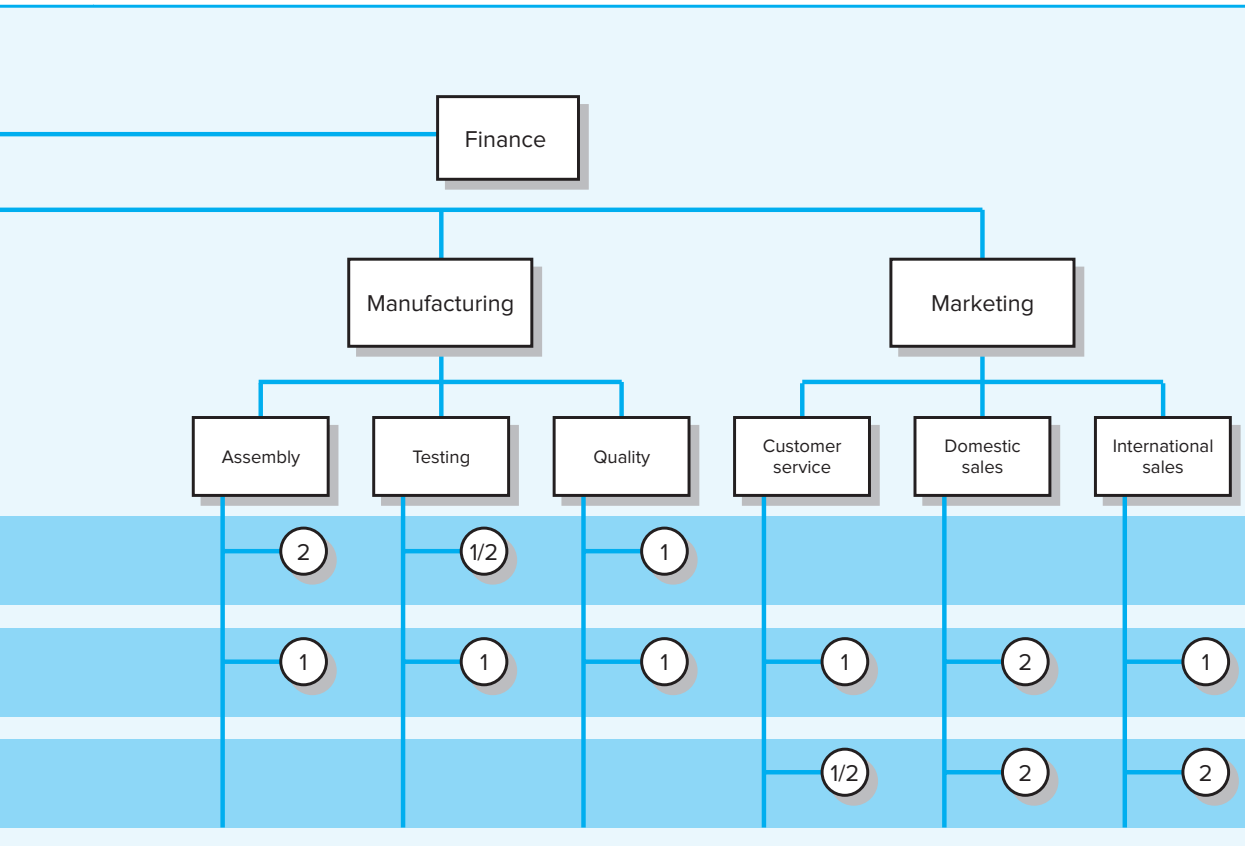 Finance
Manufacturing
Marketing
Assembly
Testing
Quality
Customer
service
Domestic
sales
International
sales
2
1/2
1
1
1
1
1
2
1
1/2
2
2